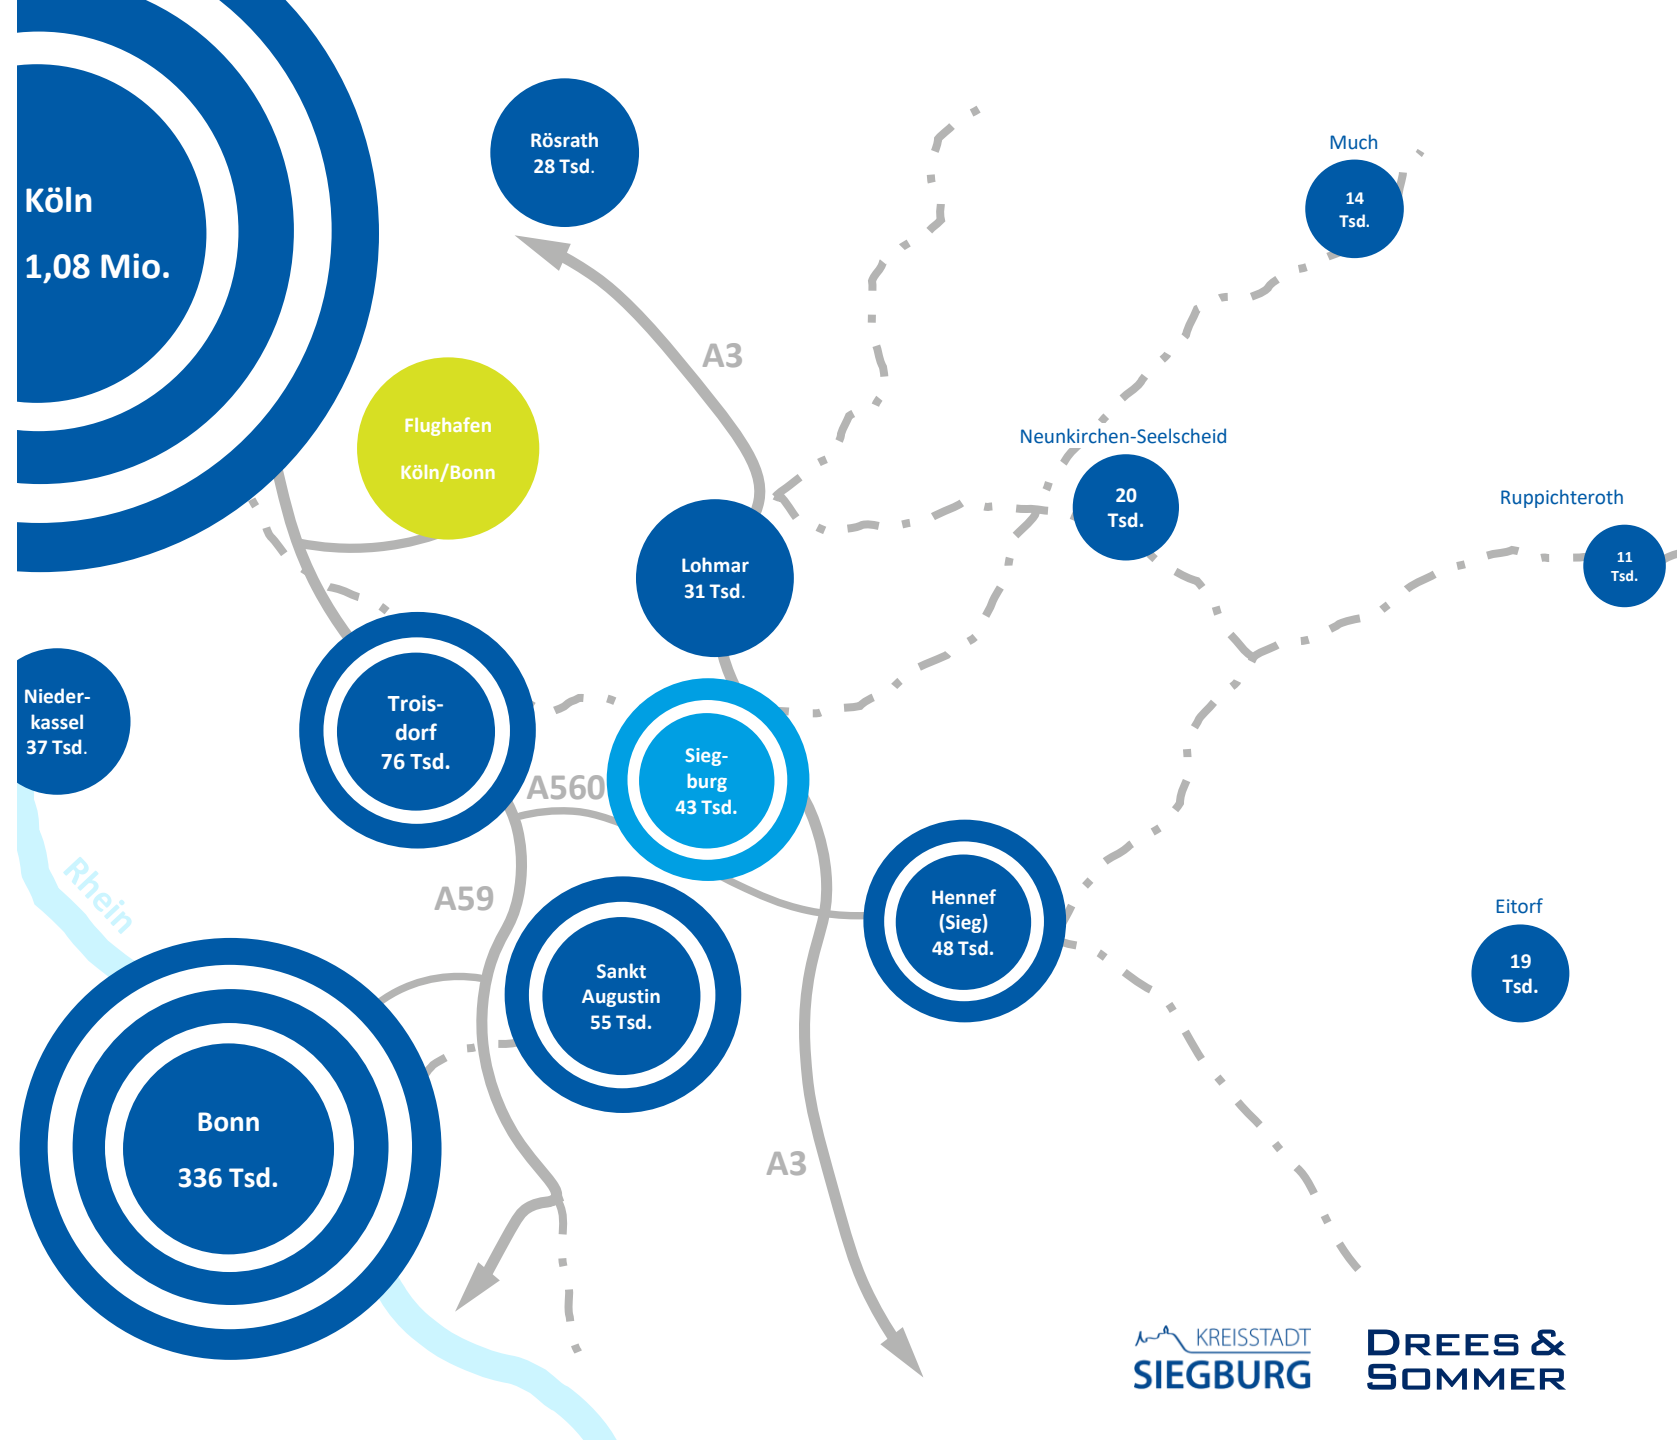 Köln
1,08 Mio.
Rösrath
28 Tsd.
Much
14
Tsd.
A3
Flughafen
Köln/Bonn
Neunkirchen-Seelscheid
20
Tsd.
Ruppichteroth
11
Tsd.
Lohmar
31 Tsd.
Nieder-
kassel
37 Tsd.
Trois-
dorf
76 Tsd.
A560
Sieg-
burg
43 Tsd.
Rhein
A59
Hennef
(Sieg)
48 Tsd.
Eitorf
19
Tsd.
Sankt
Augustin
55 Tsd.
Bonn
336 Tsd.
A3
KREISSTADT
SIEGBURG
DREES &
SOMMER